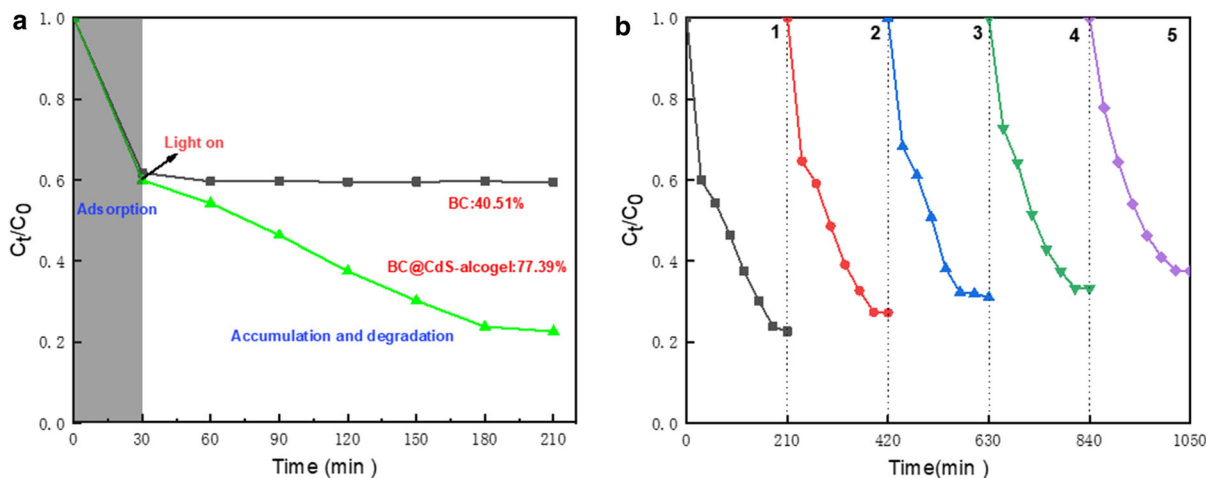 a
1.0
0.8
0.6
0.4
0.2
0.0
Ct/C0
Light on
Adsorption
BC:40.51%
BC@CdS-alcogel:77.39%
Accumulation and degradation
0 30 60 90 120 150 180 210
Time (min )
b
1.0
0.8
0.6
0.4
0.2
0.0
Ct/C0
1 2 3 4 5
0 210 420 630 840 1050
Time(min )